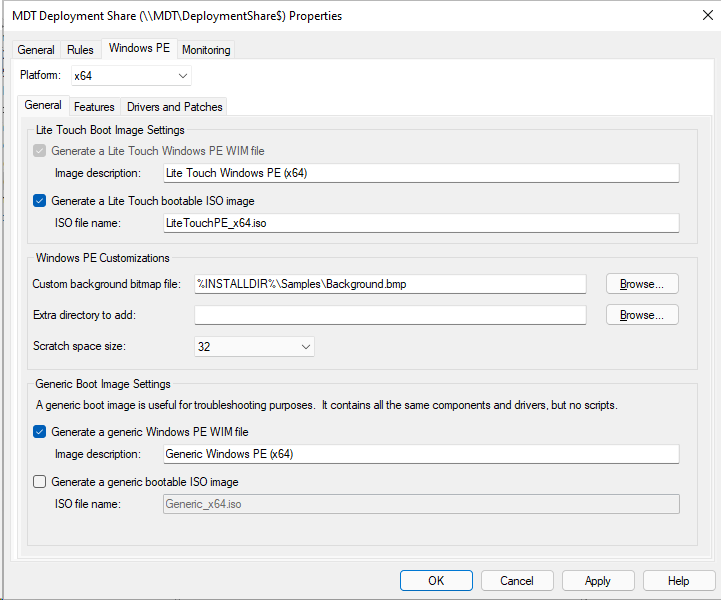 MDT Deployment Share (\\MDT\DeploymentShare$) Properties
General Rules Windows PE Monitoring
Platform: x64
General Features Drivers and Patches
Lite Touch Boot Image Settings
Generate a Lite Touch Windows PE WIM file
Image description: Lite Touch Windows PE (x64)
Generate a Lite Touch bootable ISO image
ISO file name: LiteTouchPE_x64.iso
Windows PE Customizations
Custom background bitmap file: %INSTALLDIR%\Samples\Background.bmp Browse...
Extra directory to add: Browse...
Scratch space size: 32
Generic Boot Image Settings
A generic boot image is useful for troubleshooting purposes. It contains all the same components and drivers, but no scripts.
Generate a generic Windows PE WIM file
Image description: Generic Windows PE (x64)
Generate a generic bootable ISO image
ISO file name: Generic_x64.iso
OK Cancel Apply Help